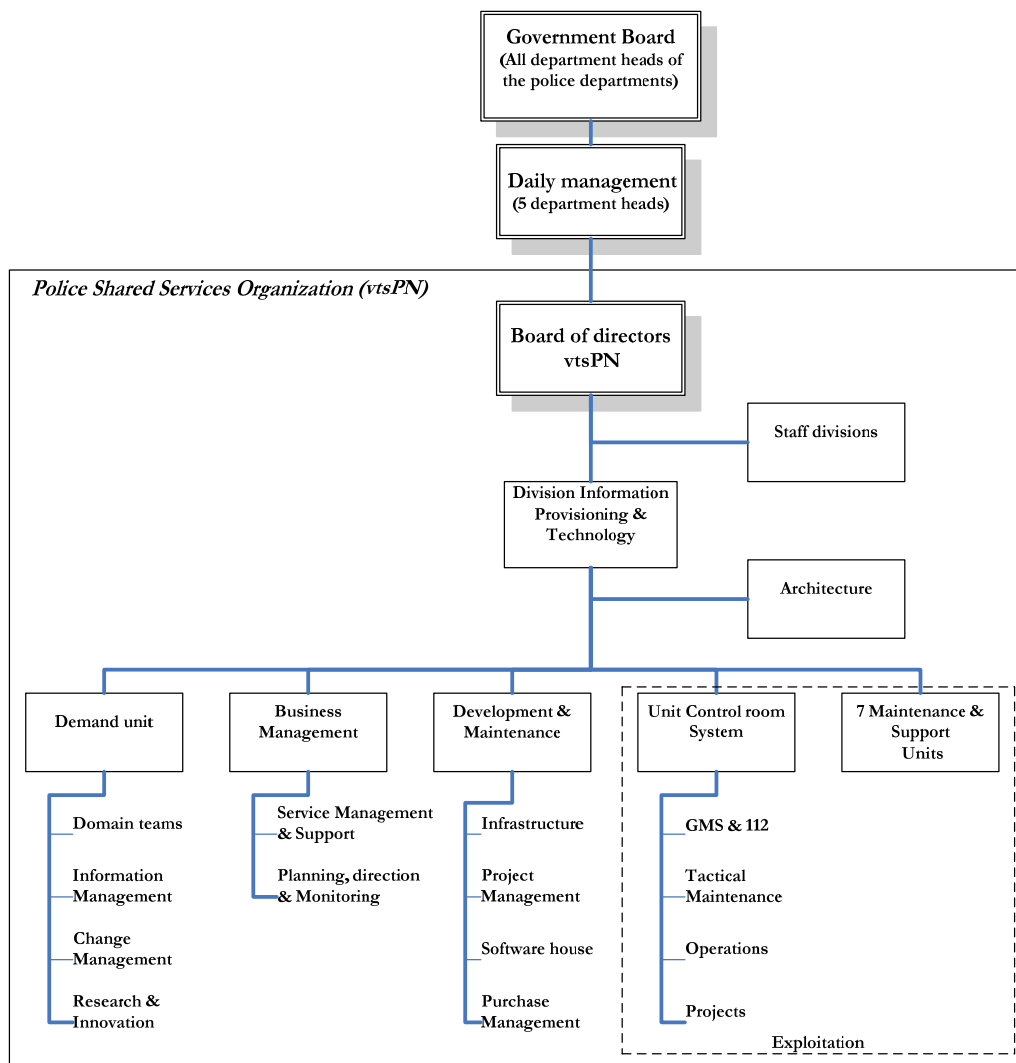 Government Board
(All department heads of
the police departments)
Daily management
(5 department heads)
Police Shared Services Organization (vtsPN)
Board of directors
vtsPN
Staff divisions
Division Information
Provisioning &
Technology
Architecture
Demand unit
Business
Management
Development &
Maintenance
Unit Control room
System
7 Maintenance &
Support
Units
Domain teams
Information
Management
Change
Management
Research &
Innovation
Service Management
& Support
Planning, direction
& Monitoring
Infrastructure
Project
Management
Software house
Purchase
Management
GMS & 112
Tactical
Maintenance
Operations
Projects
Exploitation